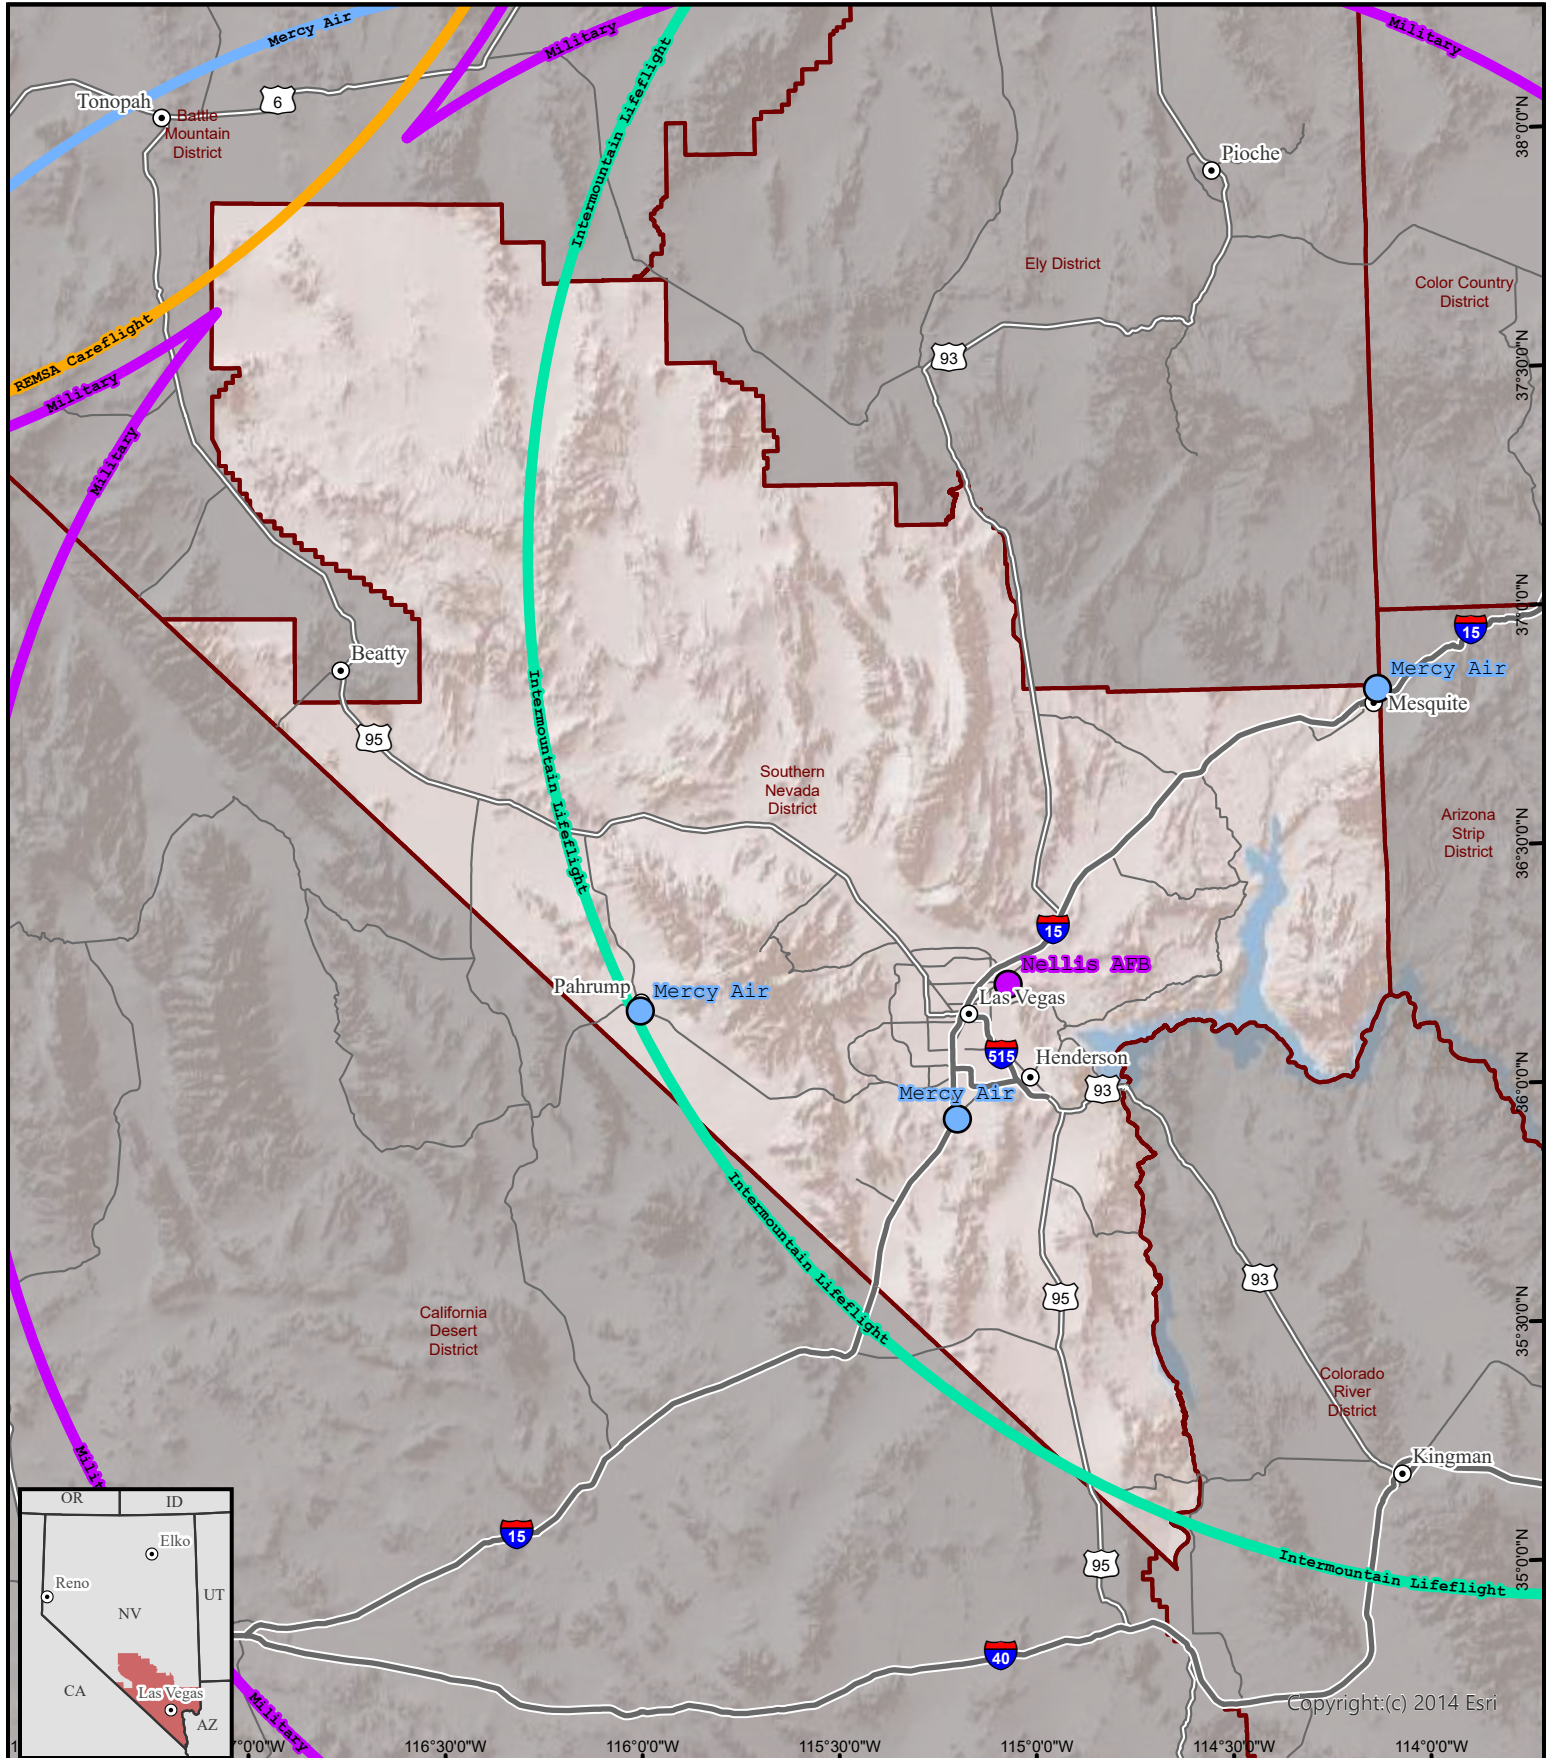 Mercy Air
Military
Military
Intermountain Lifeflight
Tonopah
6
Battle
Mountain
District
38°0'0"N
Pioche
Ely District
Color Country
District
REMSA Careflight
Military
93
37°30'0"N
Military
37°0'0"N
15
Beatty
Mercy Air
Mesquite
95
Intermountain Lifeflight
Southern
Nevada
District
Arizona
Strip
District
36°30'0"N
15
Nellis AFB
Pahrump
Mercy Air
Las Vegas
515
Henderson
93
Mercy Air
36°0'0"N
Intermountain Lifeflight
93
95
California
Desert
District
35°30'0"N
Colorado
River
District
Milit
Kingman
OR
ID
Elko
Reno
UT
NV
CA
Las Vegas
AZ
15
95
Intermountain Lifeflight
35°0'0"N
40
Military
Copyright:(c) 2014 Esri
1
7°0'0"W
116°30'0"W
116°0'0"W
115°30'0"W
115°0'0"W
114°30'0"W
114°0'0"W